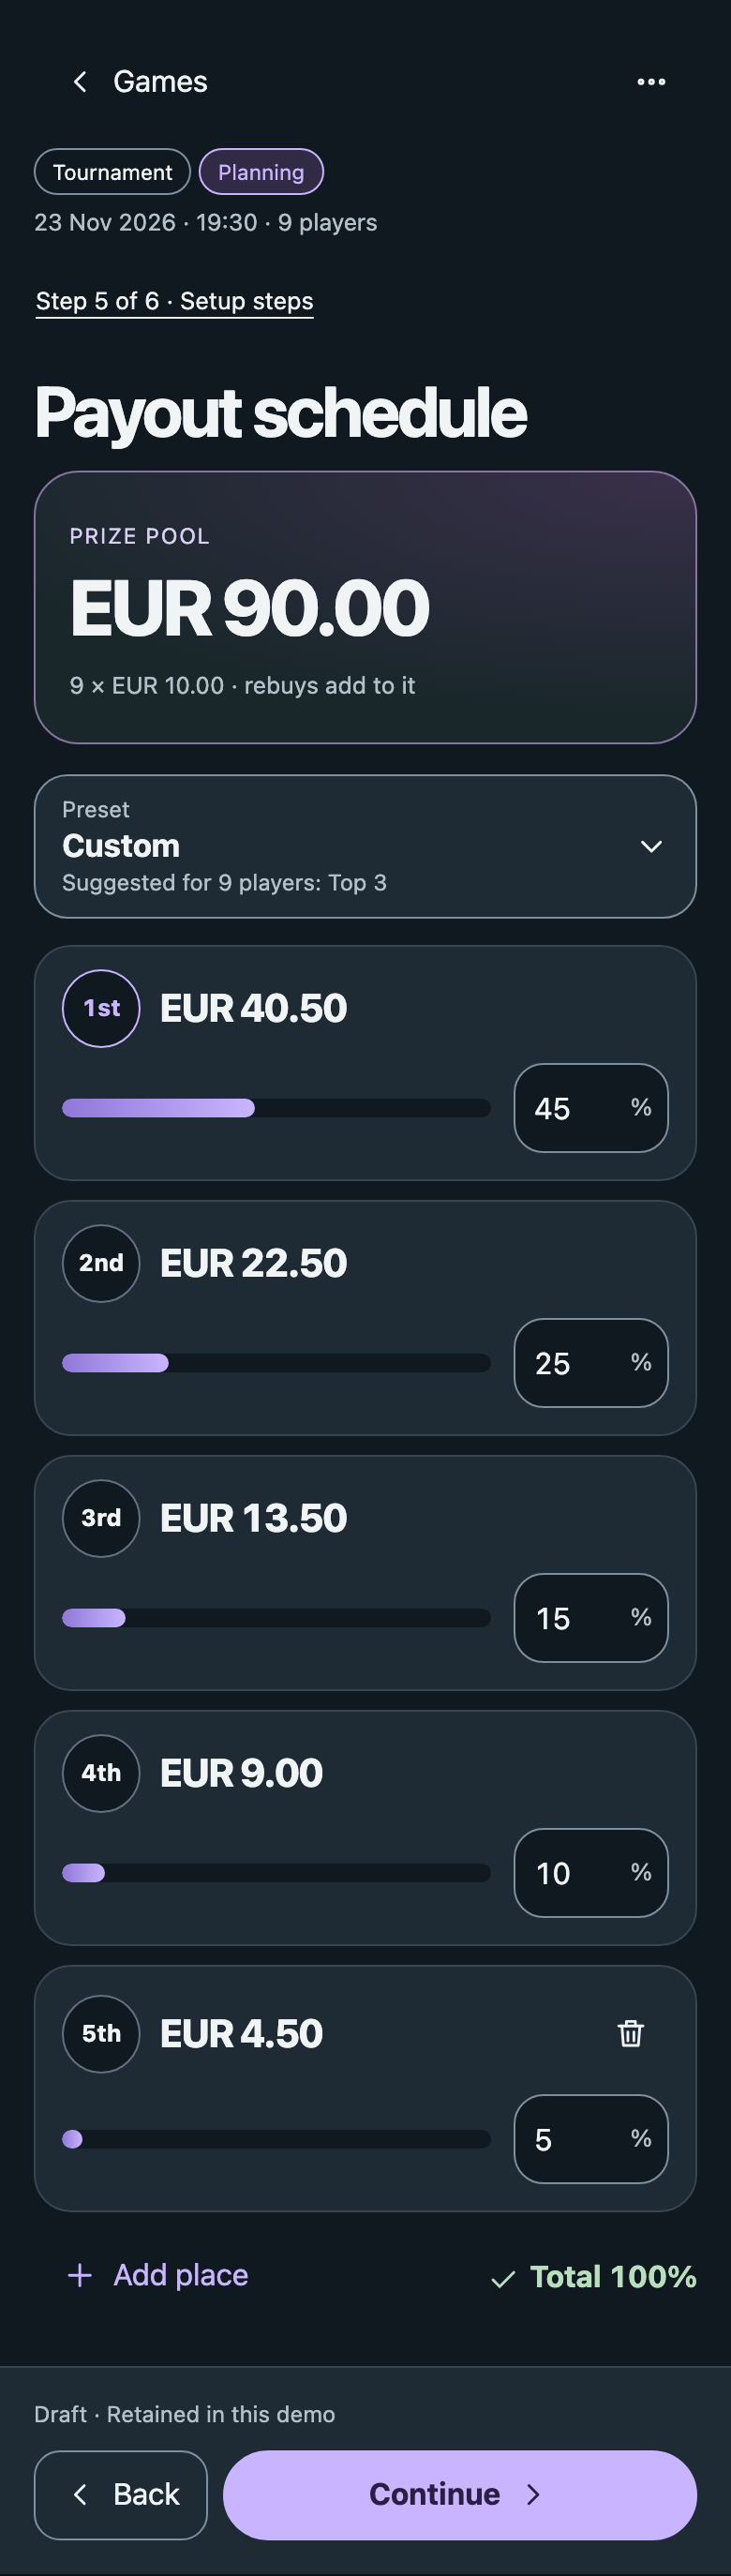 Games
Tournament Planning
23 Nov 2026 · 19:30 · 9 players
Step 5 of 6 · Setup steps
Payout schedule
PRIZE POOL
EUR 90.00
9 × EUR 10.00 · rebuys add to it
Preset
Custom
Suggested for 9 players: Top 3
1st EUR 40.50
45 %
2nd EUR 22.50
25 %
3rd EUR 13.50
15 %
4th EUR 9.00
10 %
5th EUR 4.50
5 %
Add place Total 100%
Draft · Retained in this demo
Back Continue